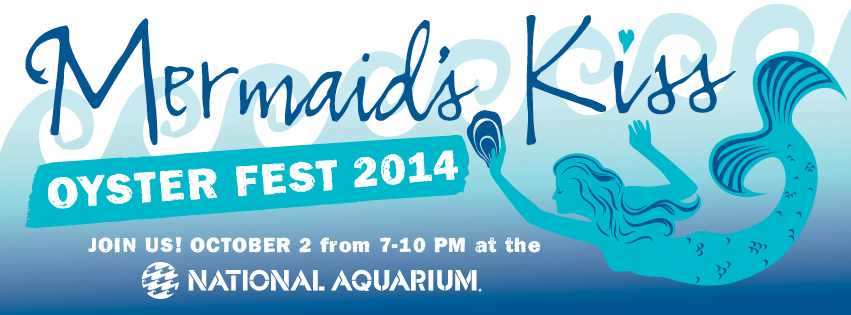 Mermaid's Kiss
OYSTER FEST 2014
JOIN US! OCTOBER 2 from 7-10 PM at the
NATIONAL AQUARIUM.